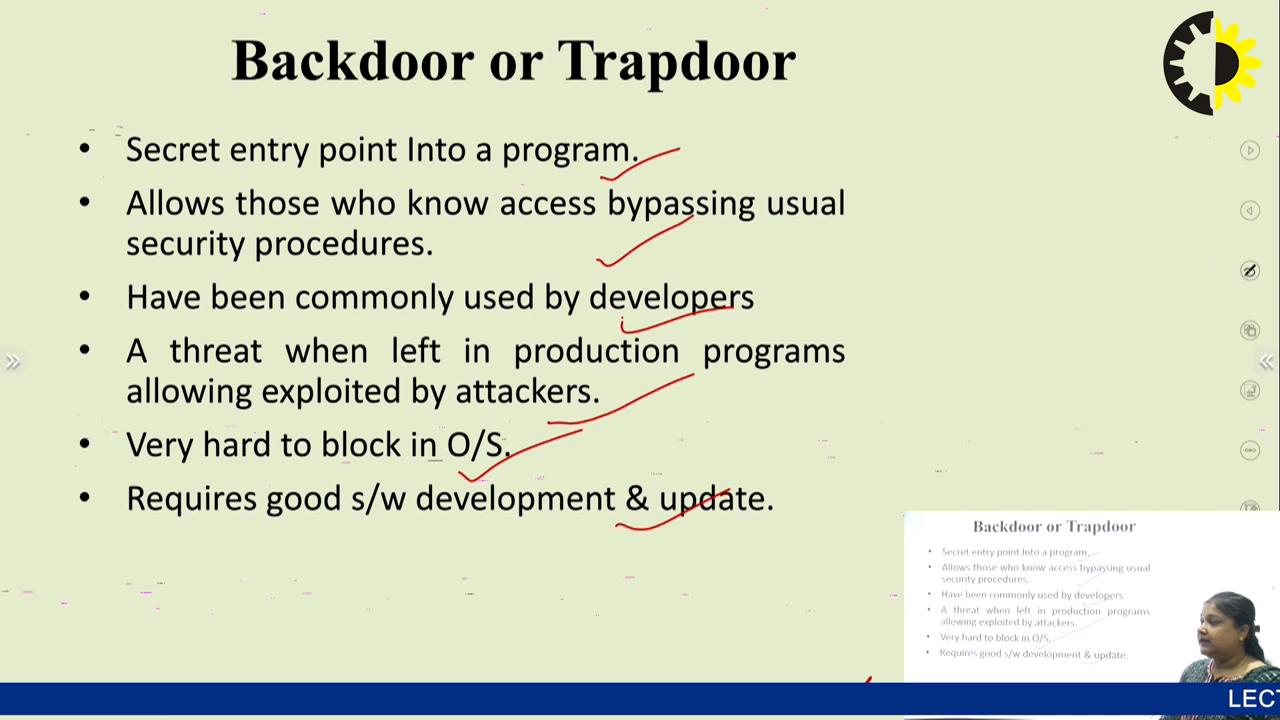 Backdoor or Trapdoor
• Secret entry point Into a program.
• Allows those who know access bypassing usual
security procedures.
• Have been commonly used by developers
• A threat when left in production programs
allowing exploited by attackers.
• Very hard to block in O/S.
• Requires good s/w development & update.
Backdoor or Trapdoor
• Secret entry point Into a program.
• Allows those who know access bypassing usual
security procedures.
• Have been commonly used by developers
• A threat when left in production programs
allowing exploited by attackers.
• Very hard to block in O/S.
• Requires good s/w development & update.
LECT